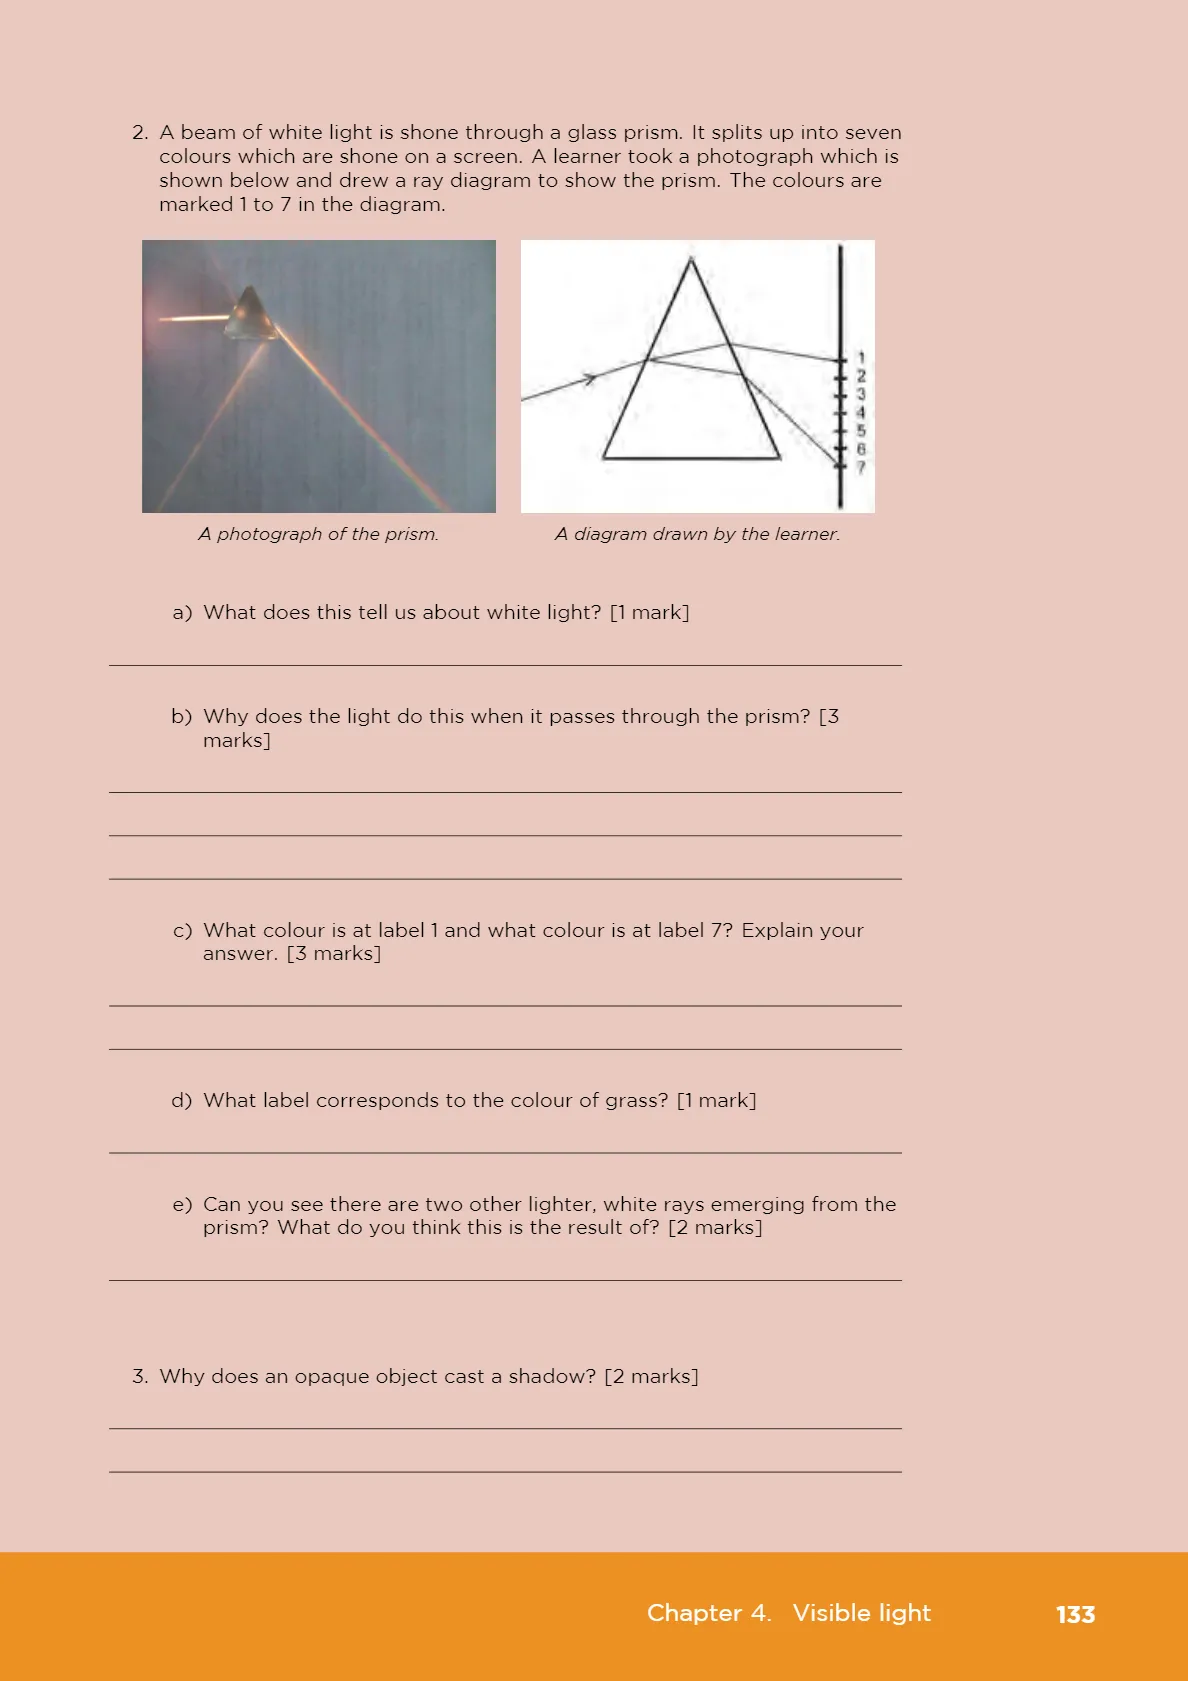 2. A beam of white light is shone through a glass prism. It splits up into seven
colours which are shone on a screen. A learner took a photograph which is
shown below and drew a ray diagram to show the prism. The colours are
marked 1 to 7 in the diagram.
1
2
3
4
5
6
7
A photograph of the prism.
A diagram drawn by the learner.
a) What does this tell us about white light? [1 mark]
b) Why does the light do this when it passes through the prism? [3
marks]
c) What colour is at label 1 and what colour is at label 7? Explain your
answer. [3 marks]
d) What label corresponds to the colour of grass? [1 mark]
e) Can you see there are two other lighter, white rays emerging from the
prism? What do you think this is the result of? [2 marks]
3. Why does an opaque object cast a shadow? [2 marks]
Chapter 4. Visible light 133